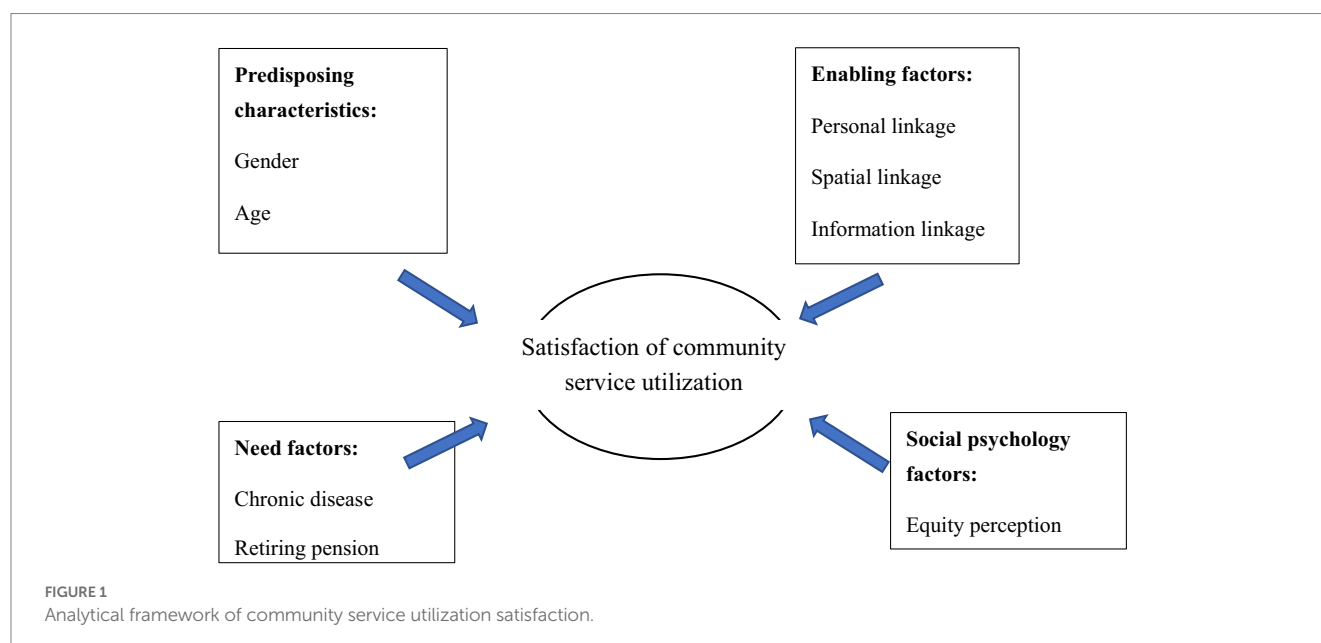 Predisposing
characteristics:
Gender
Age
Enabling factors:
Personal linkage
Spatial linkage
Information linkage
Satisfaction of community
service utilization
Need factors:
Chronic disease
Retiring pension
Social psychology
factors:
Equity perception
FIGURE 1
Analytical framework of community service utilization satisfaction.